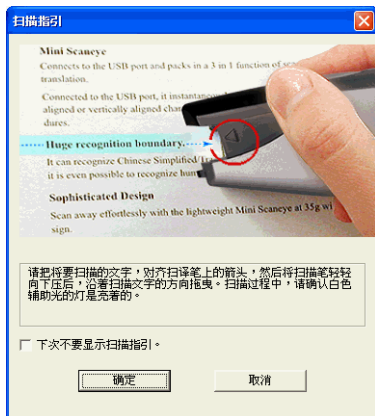 扫描指引
Mini Scaneye
Connects to the USB port and packs in a 3 in 1 function of
translation.
Connected to the USB port, it
aligned or vertically aligned
dures.
Huge recognition boundary.
It can recognize Chinese Simplified/
it is even possible to recognize
Sophisticated Design
Scan away effortlessly with the lightweight Mini Scaneye at 35g
sign.
请把将要扫描的文字，对齐扫译笔上的箭头，然后将扫描笔轻轻
向下压后，沿着扫描文字的方向拖曳。扫描过程中，请确认白色
辅助光的灯是亮着的。
下次不要显示扫描指引。
确定
取消